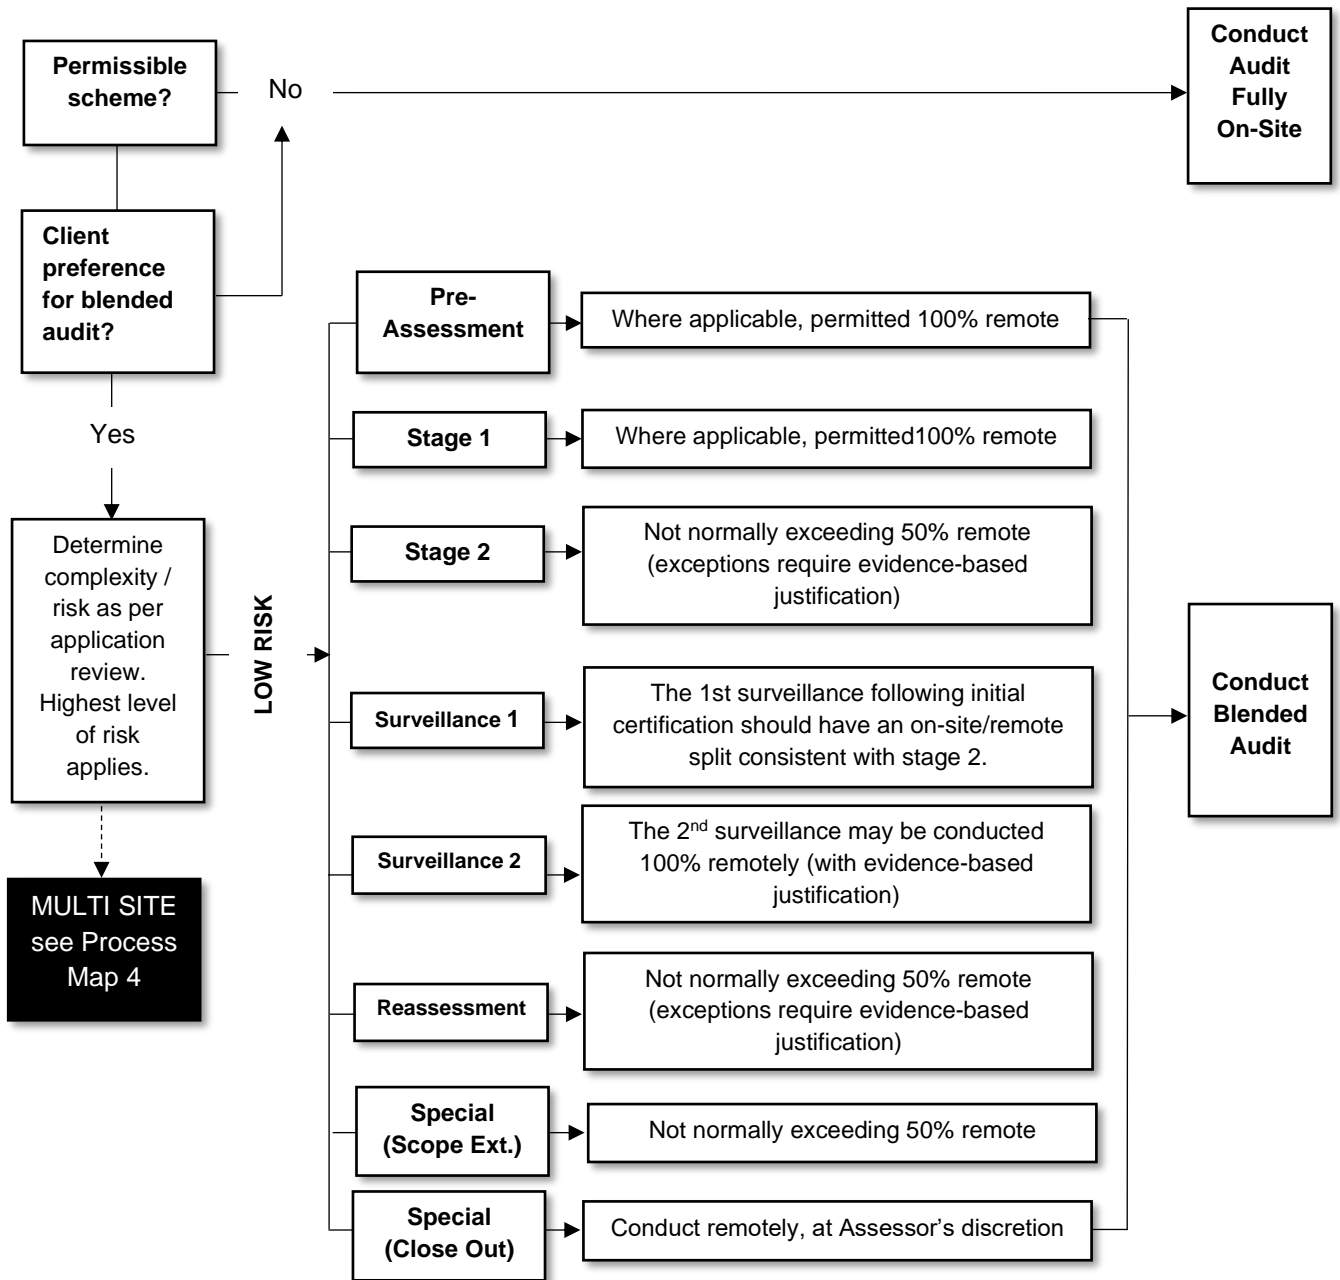 Permissible
scheme?
No
Conduct
Audit
Fully
On-Site
Client
preference
for blended
audit?
Yes
Determine
complexity /
risk as per
application
review.
Highest level
of risk
applies.
MULTI SITE
see Process
Map 4
LOW RISK
Pre-
Assessment
Where applicable, permitted 100% remote
Stage 1
Where applicable, permitted100% remote
Stage 2
Not normally exceeding 50% remote
(exceptions require evidence-based
justification)
Surveillance 1
The 1st surveillance following initial
certification should have an on-site/remote
split consistent with stage 2.
Surveillance 2
The 2nd surveillance may be conducted
100% remotely (with evidence-based
justification)
Reassessment
Not normally exceeding 50% remote
(exceptions require evidence-based
justification)
Special
(Scope Ext.)
Not normally exceeding 50% remote
Special
(Close Out)
Conduct remotely, at Assessor’s discretion
Conduct
Blended
Audit